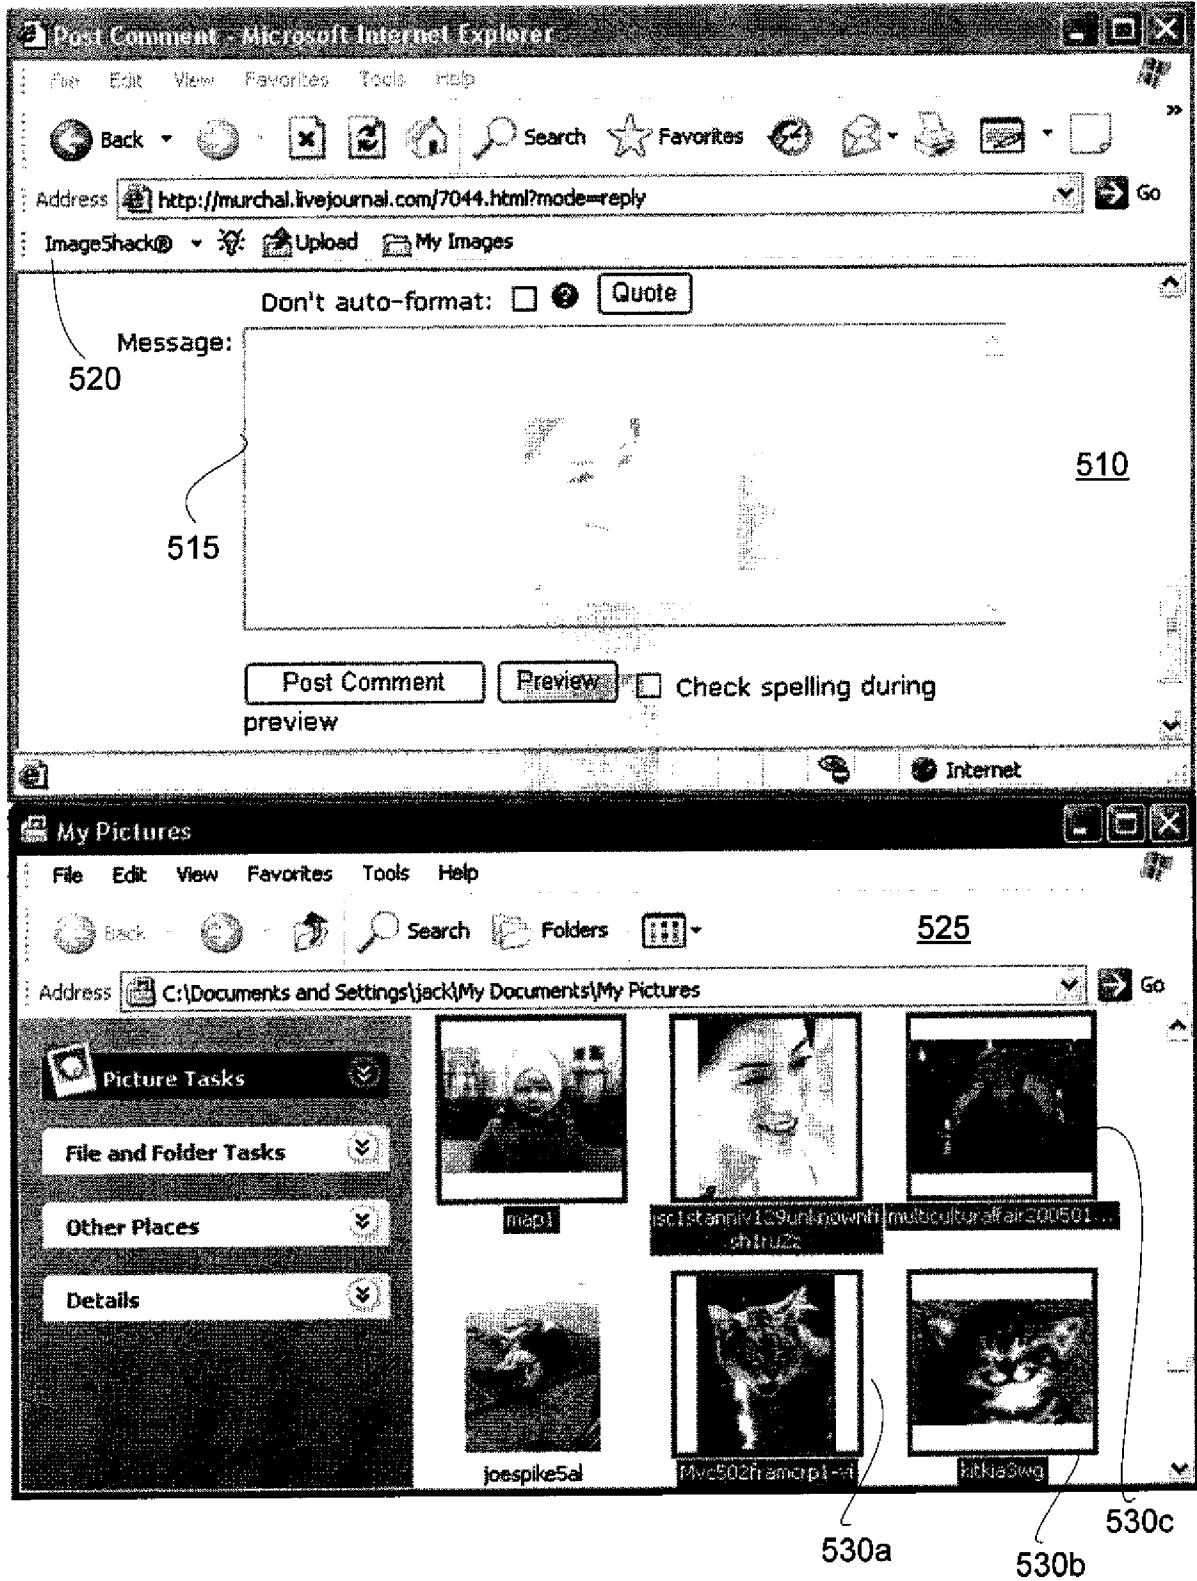 Post Comment - Microsoft Internet Explorer
File Edit View Favorites Tools Help
Back Search Favorites »
Address http://murchal.livejournal.com/7044.html?mode=reply Go
ImageShack® Upload My Images
Don't auto-format: Quote
Message:
520
510
515
Post Comment Preview Check spelling during
preview
Internet
My Pictures
File Edit View Favorites Tools Help
Back Search Folders 525
Address C:\Documents and Settings\jack\My Documents\My Pictures Go
Picture Tasks
File and Folder Tasks
Other Places
Details
map1 multiculturalfair200501...
joespike5al kitkia3wg
530c
530a
530b